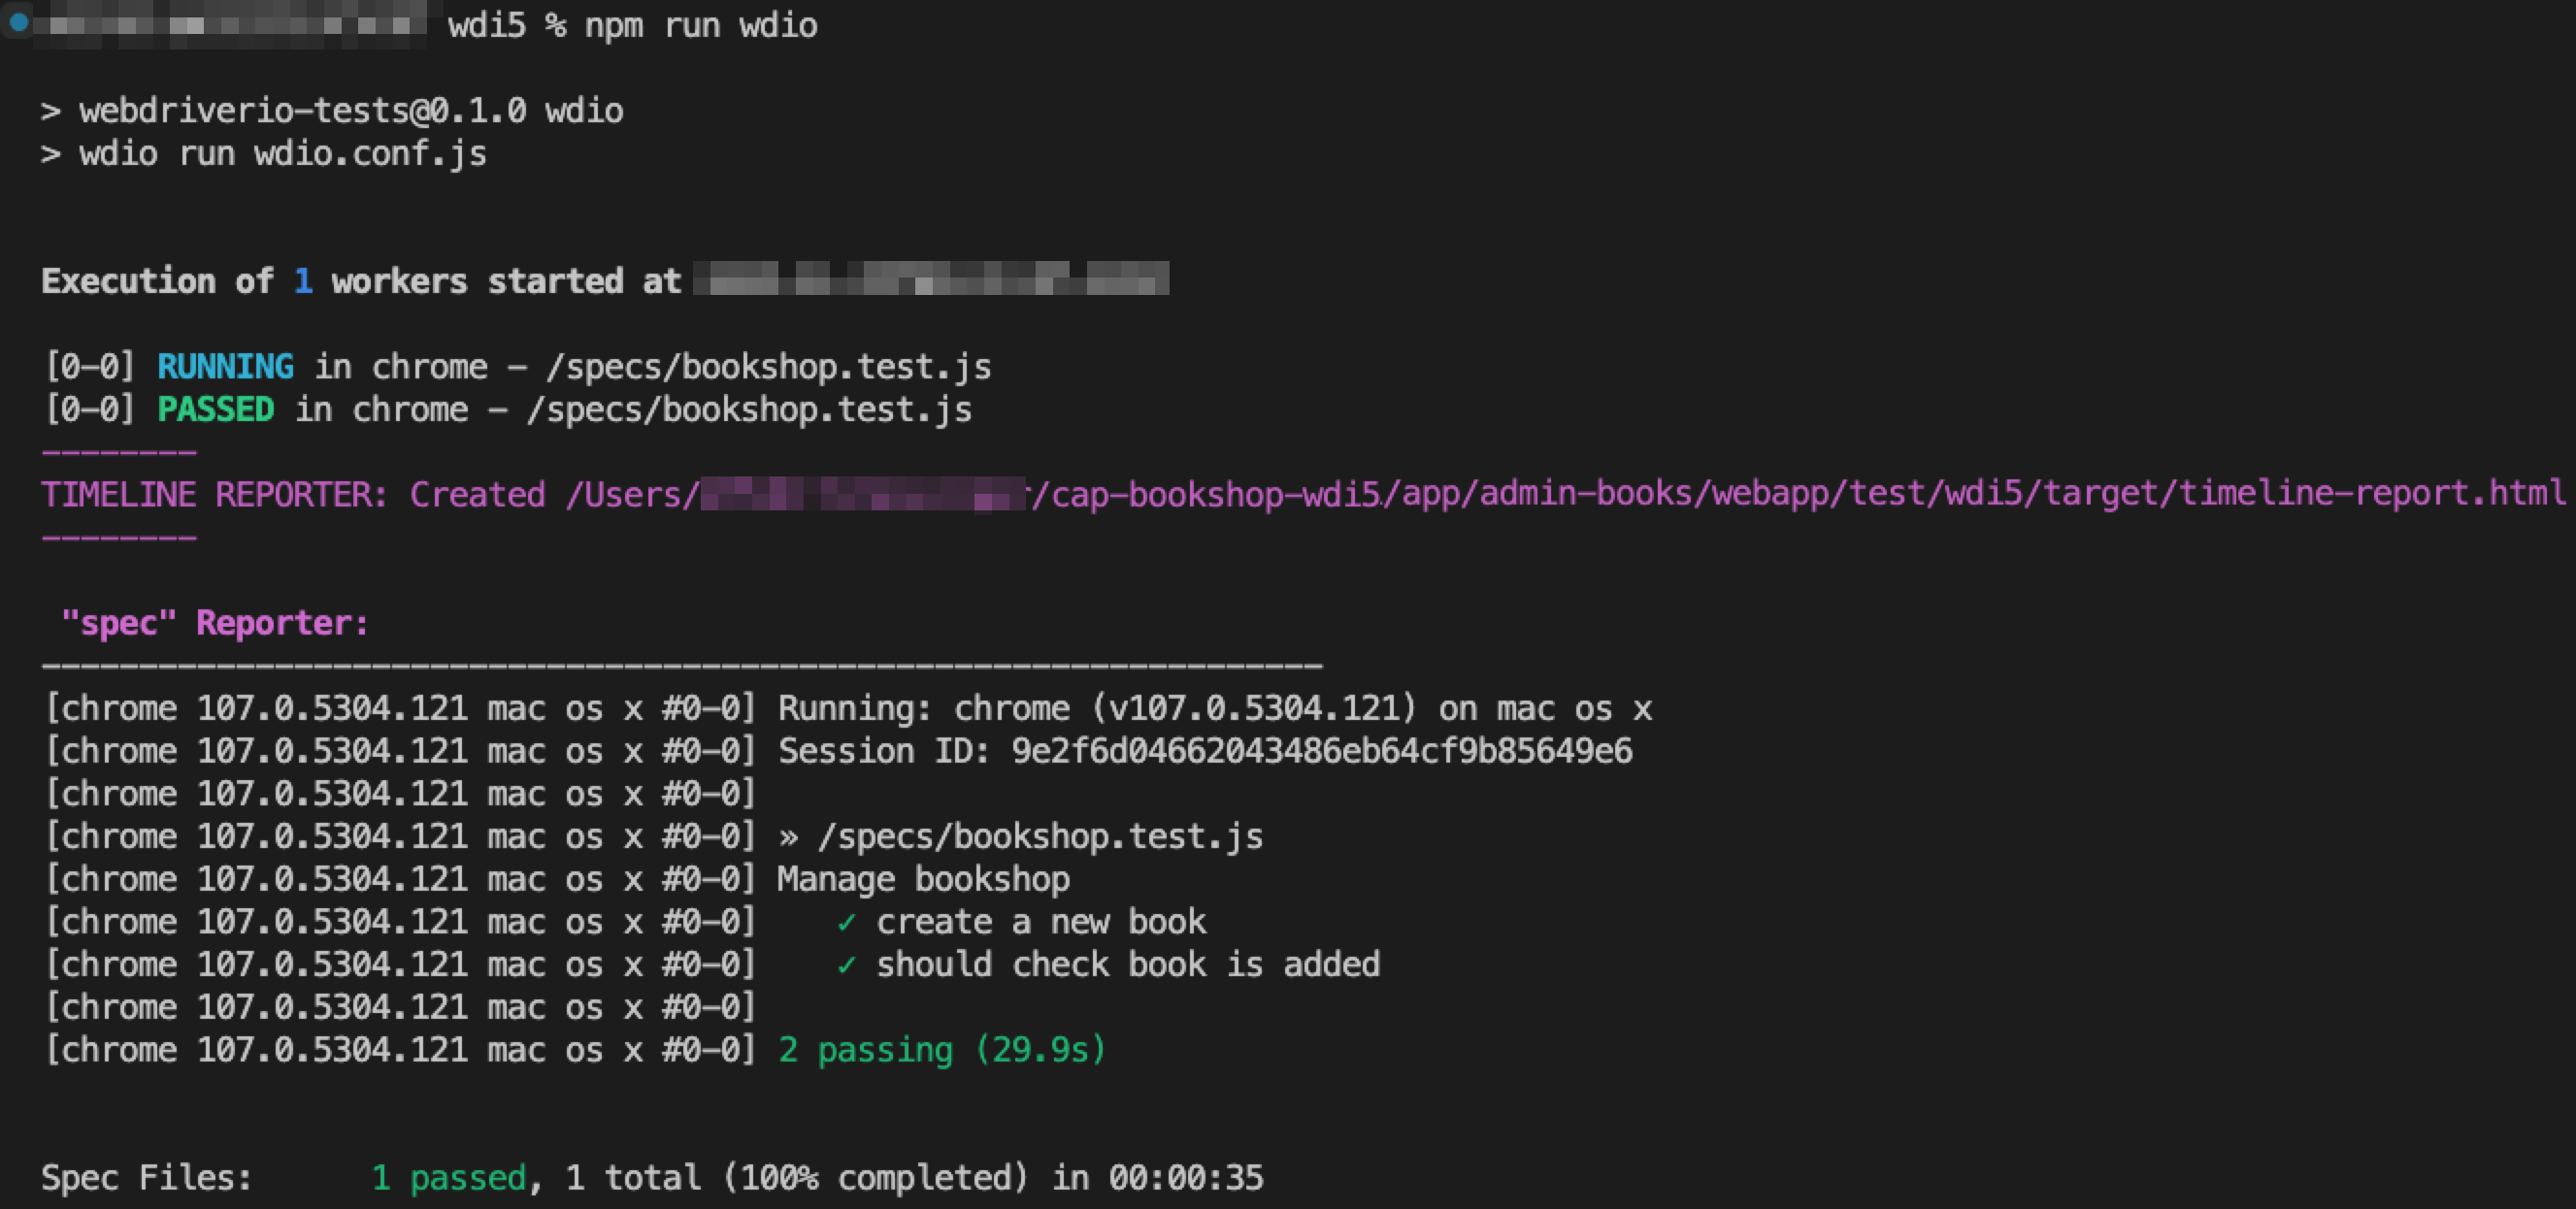 wdi5 % npm run wdio
> webdriverio-tests@0.1.0 wdio
> wdio run wdio.conf.js
Execution of 1 workers started at
[0-0] RUNNING in chrome - /specs/bookshop.test.js
[0-0] PASSED in chrome - /specs/bookshop.test.js
--------
TIMELINE REPORTER: Created /Users/ /cap-bookshop-wdi5/app/admin-books/webapp/test/wdi5/target/timeline-report.html
--------
"spec" Reporter:
------------------------------------------------------------------
[chrome 107.0.5304.121 mac os x #0-0] Running: chrome (v107.0.5304.121) on mac os x
[chrome 107.0.5304.121 mac os x #0-0] Session ID: 9e2f6d04662043486eb64cf9b85649e6
[chrome 107.0.5304.121 mac os x #0-0]
[chrome 107.0.5304.121 mac os x #0-0] » /specs/bookshop.test.js
[chrome 107.0.5304.121 mac os x #0-0] Manage bookshop
[chrome 107.0.5304.121 mac os x #0-0] ✓ create a new book
[chrome 107.0.5304.121 mac os x #0-0] ✓ should check book is added
[chrome 107.0.5304.121 mac os x #0-0]
[chrome 107.0.5304.121 mac os x #0-0] 2 passing (29.9s)
Spec Files: 1 passed, 1 total (100% completed) in 00:00:35